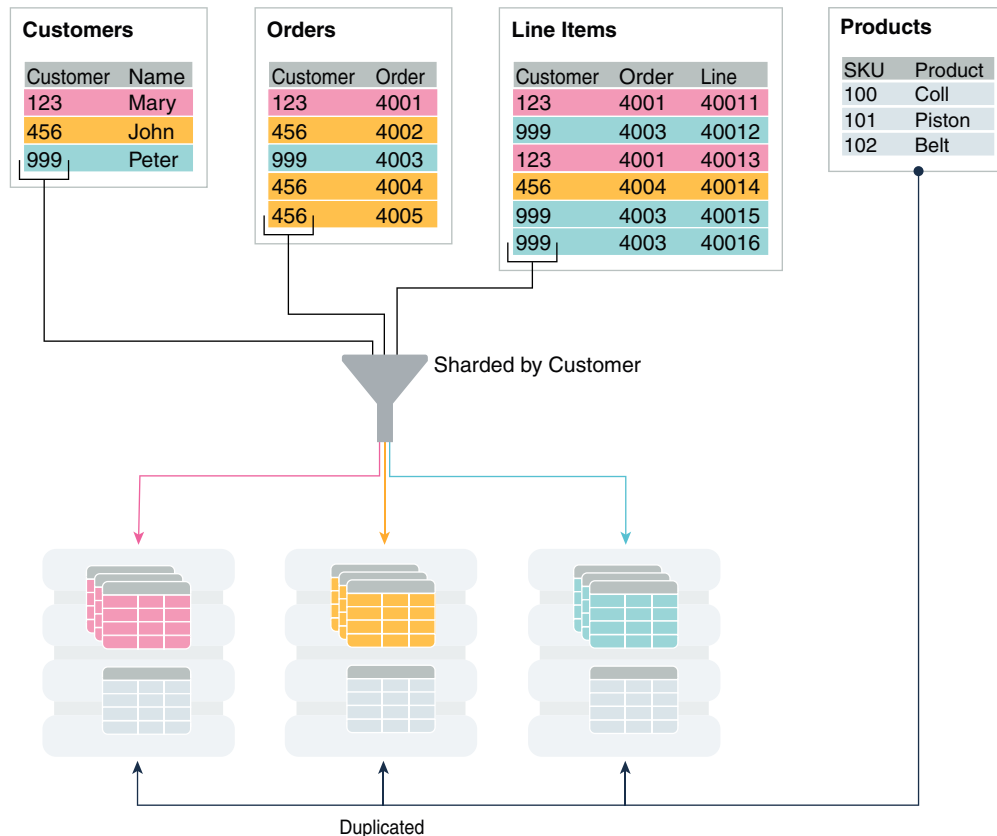 Customers
Customer Name
123 Mary
456 John
999 Peter
Orders
Customer Order
123 4001
456 4002
999 4003
456 4004
456 4005
Line Items
Customer Order Line
123 4001 40011
999 4003 40012
123 4001 40013
456 4004 40014
999 4003 40015
999 4003 40016
Products
SKU Product
100 Coll
101 Piston
102 Belt
Sharded by Customer
Duplicated